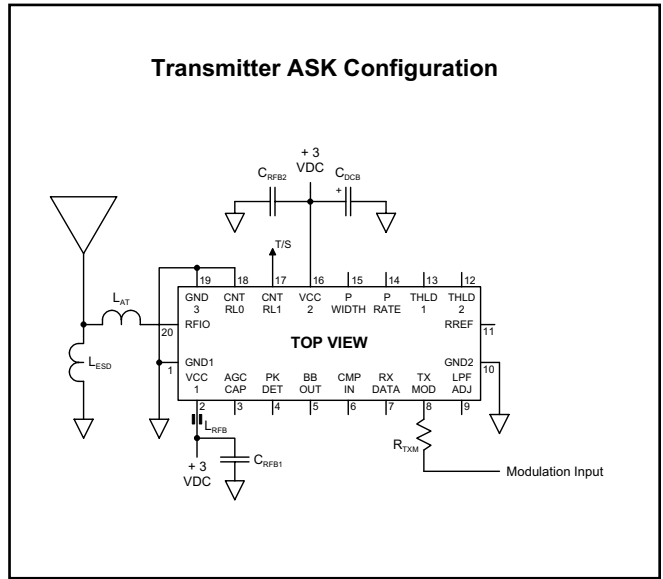 Transmitter ASK Configuration
+ 3
VDC
CRFB2
CDCB
+
T/S
19 18 17 16 15 14 13 12
GND
3
CNT
RL0
CNT
RL1
VCC
2
P
WIDTH
P
RATE
THLD
1
THLD
2
LAT
20
RFIO
RREF
11
TOP VIEW
LESD
1
GND1
GND2
10
VCC
1
AGC
CAP
PK
DET
BB
OUT
CMP
IN
RX
DATA
TX
MOD
LPF
ADJ
2 3 4 5 6 7 8 9
LRFB
CRFB1
+ 3
VDC
RTXM
Modulation Input